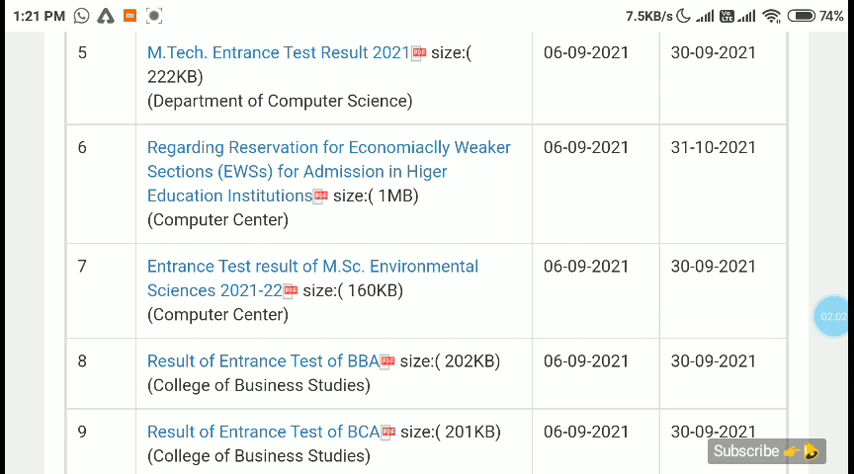 1:21 PM 7.5KB/s 74%
5 M.Tech. Entrance Test Result 2021 size:( 06-09-2021 30-09-2021
222KB)
(Department of Computer Science)
6 Regarding Reservation for Economiaclly Weaker 06-09-2021 31-10-2021
Sections (EWSs) for Admission in Higer
Education Institutions size:( 1MB)
(Computer Center)
7 Entrance Test result of M.Sc. Environmental 06-09-2021 30-09-2021
Sciences 2021-22 size:( 160KB)
02:02
(Computer Center)
8 Result of Entrance Test of BBA size:( 202KB) 06-09-2021 30-09-2021
(College of Business Studies)
9 Result of Entrance Test of BCA size:( 201KB) 06-09-2021 30-09-2021
(College of Business Studies)
Subscribe